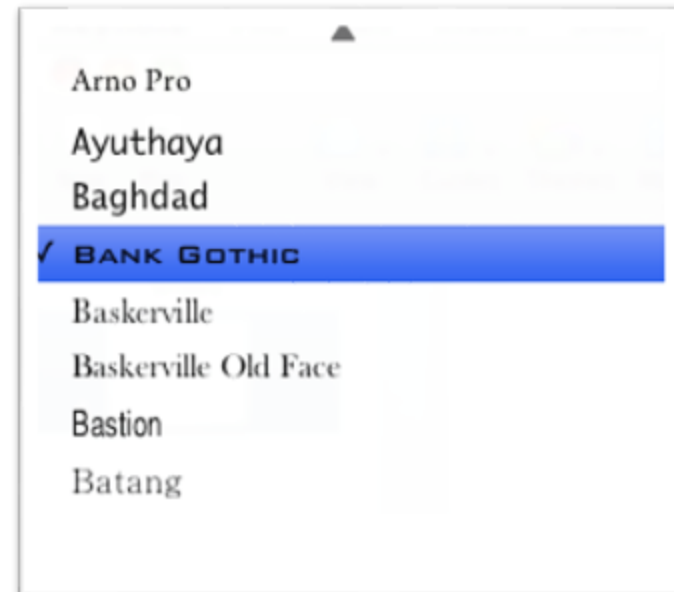 Arno Pro
Ayuthaya
Baghdad
✓ BANK GOTHIC
Baskerville
Baskerville Old Face
Bastion
Batang